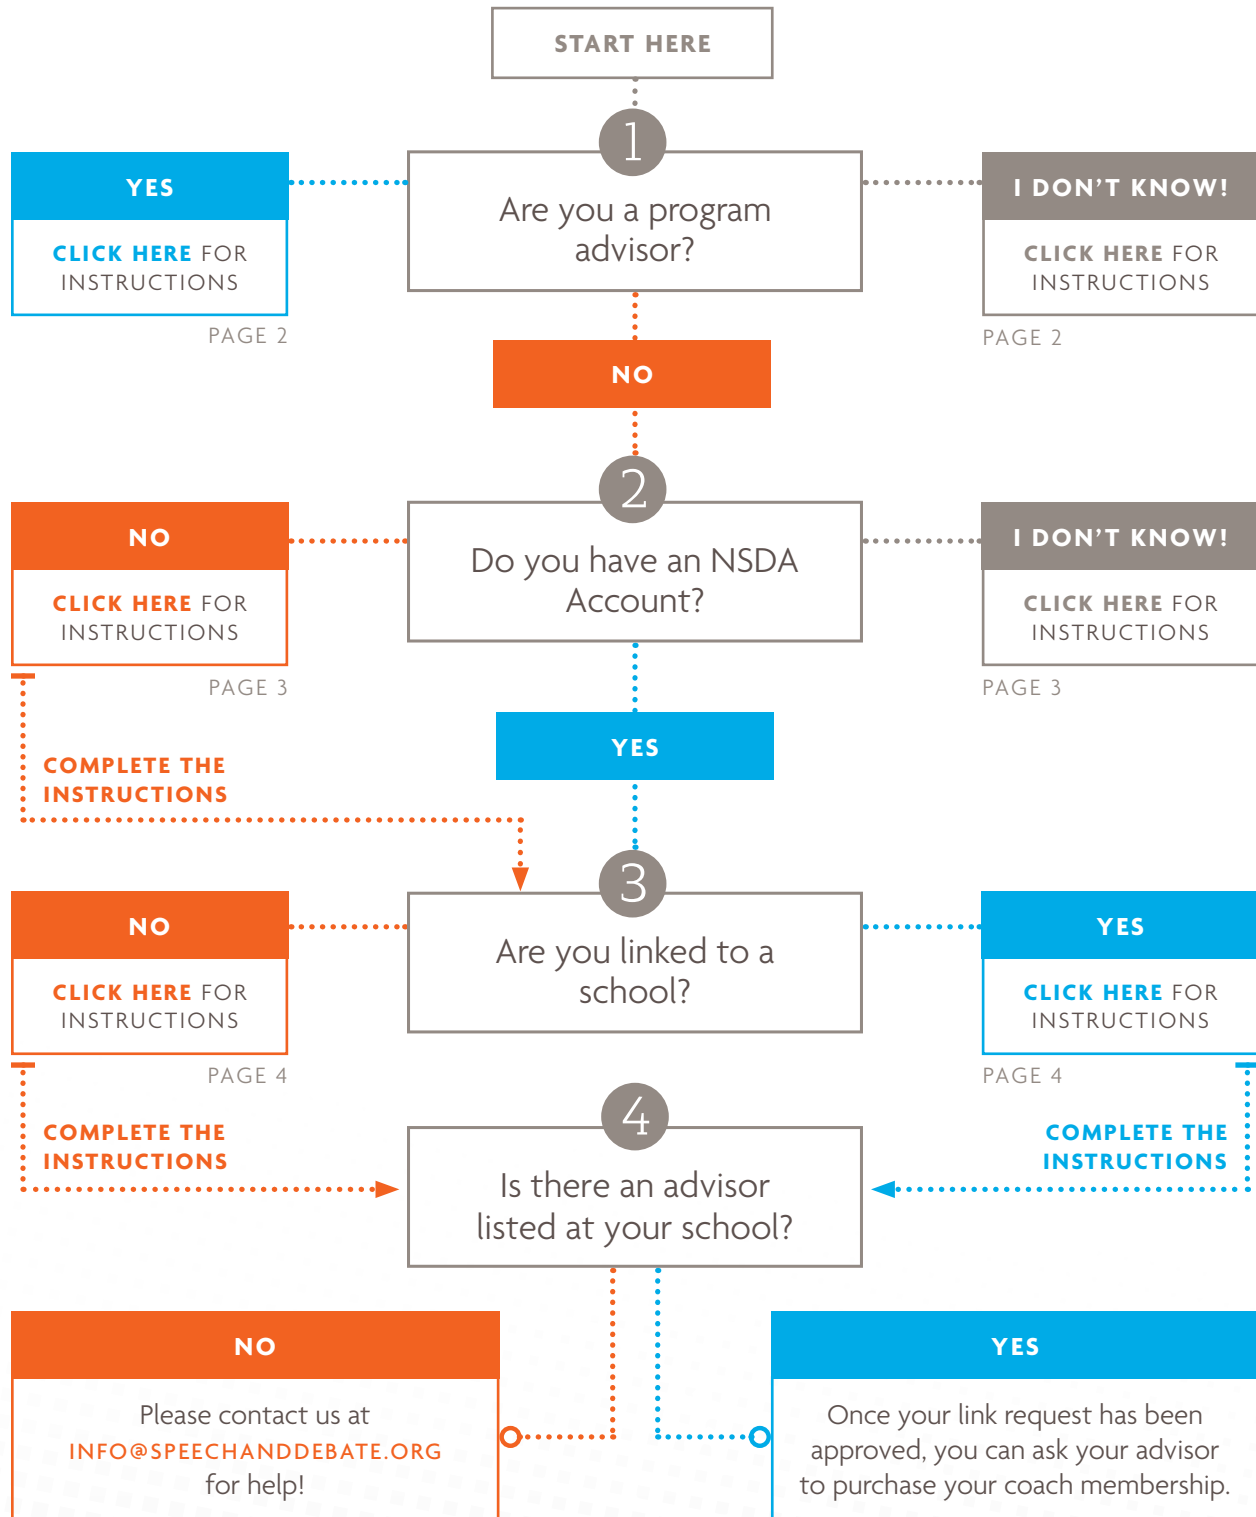 START HERE
1
Are you a program
advisor?
YES
CLICK HERE FOR
INSTRUCTIONS
PAGE 2
I DON'T KNOW!
CLICK HERE FOR
INSTRUCTIONS
PAGE 2
NO
2
Do you have an NSDA
Account?
NO
CLICK HERE FOR
INSTRUCTIONS
PAGE 3
I DON'T KNOW!
CLICK HERE FOR
INSTRUCTIONS
PAGE 3
YES
COMPLETE THE
INSTRUCTIONS
3
Are you linked to a
school?
NO
CLICK HERE FOR
INSTRUCTIONS
PAGE 4
YES
CLICK HERE FOR
INSTRUCTIONS
PAGE 4
COMPLETE THE
INSTRUCTIONS
COMPLETE THE
INSTRUCTIONS
4
Is there an advisor
listed at your school?
NO
Please contact us at
INFO@SPEECHANDDEBATE.ORG
for help!
YES
Once your link request has been
approved, you can ask your advisor
to purchase your coach membership.